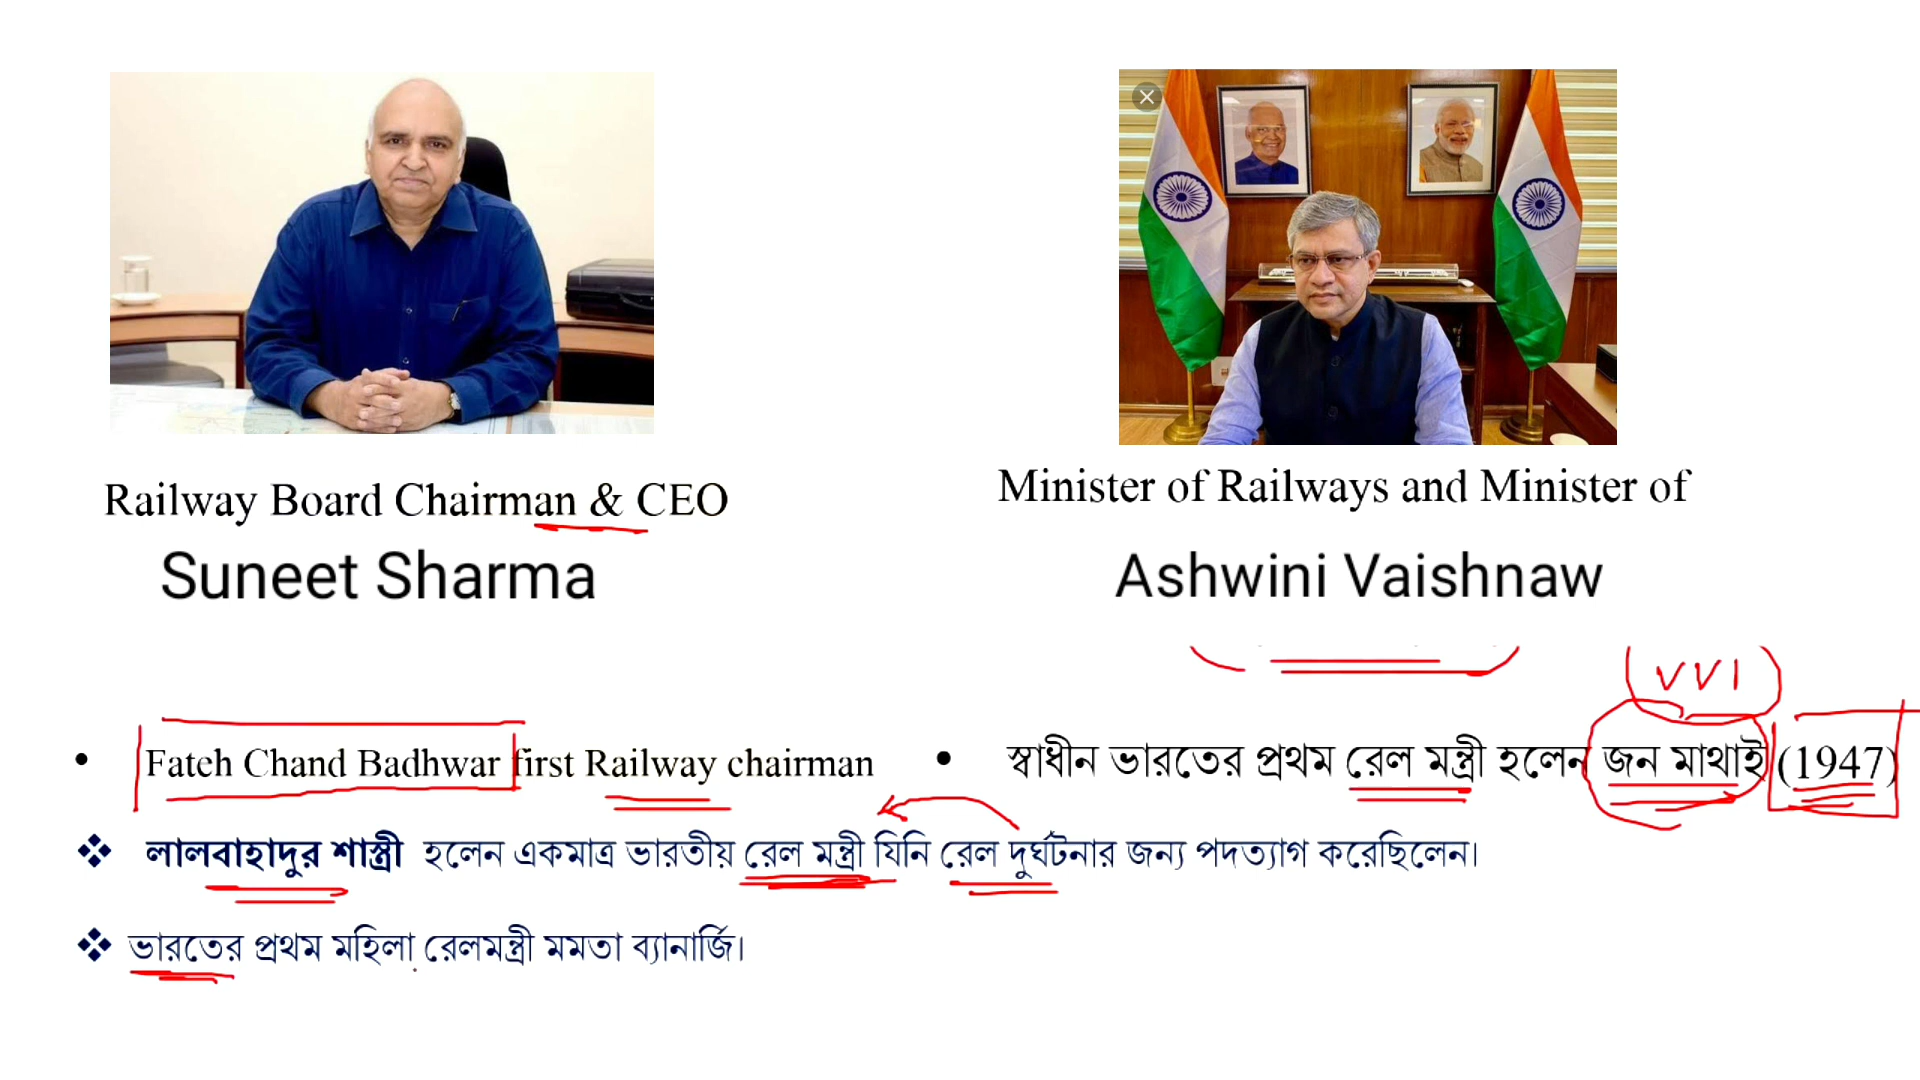 Railway Board Chairman & CEO
Suneet Sharma
Minister of Railways and Minister of
Ashwini Vaishnaw
VVI
• Fateh Chand Badhwar first Railway chairman
• স্বাধীন ভারতের প্রথম রেল মন্ত্রী হলেন জন মাথাই (1947)
❖ লালবাহাদুর শাস্ত্রী হলেন একমাত্র ভারতীয় রেল মন্ত্রী যিনি রেল দুর্ঘটনার জন্য পদত্যাগ করেছিলেন।
❖ ভারতের প্রথম মহিলা রেলমন্ত্রী মমতা ব্যানার্জি।